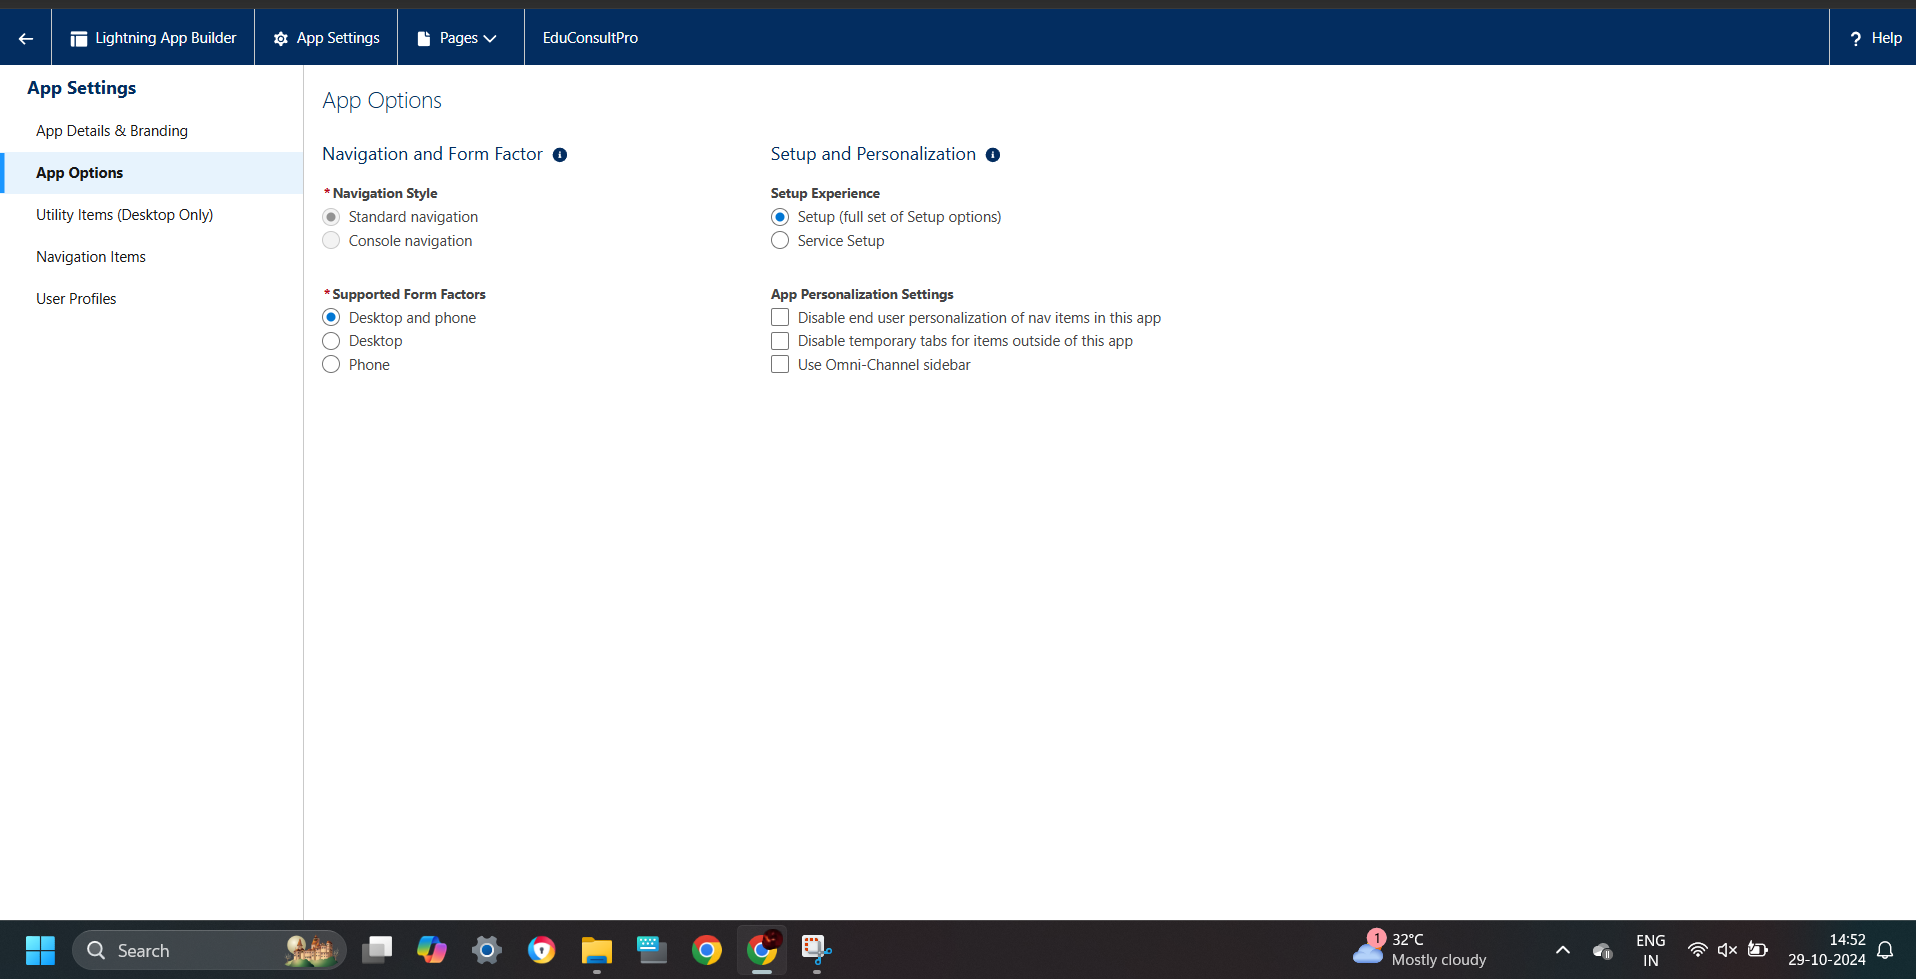 Lightning App Builder
App Settings
Pages
EduConsultPro
? Help
App Settings
App Details & Branding
App Options
Utility Items (Desktop Only)
Navigation Items
User Profiles
App Options
Navigation and Form Factor
*Navigation Style
Standard navigation
Console navigation
*Supported Form Factors
Desktop and phone
Desktop
Phone
Setup and Personalization
Setup Experience
Setup (full set of Setup options)
Service Setup
App Personalization Settings
Disable end user personalization of nav items in this app
Disable temporary tabs for items outside of this app
Use Omni-Channel sidebar
Search
1
32°C
Mostly cloudy
ENG
IN
14:52
29-10-2024